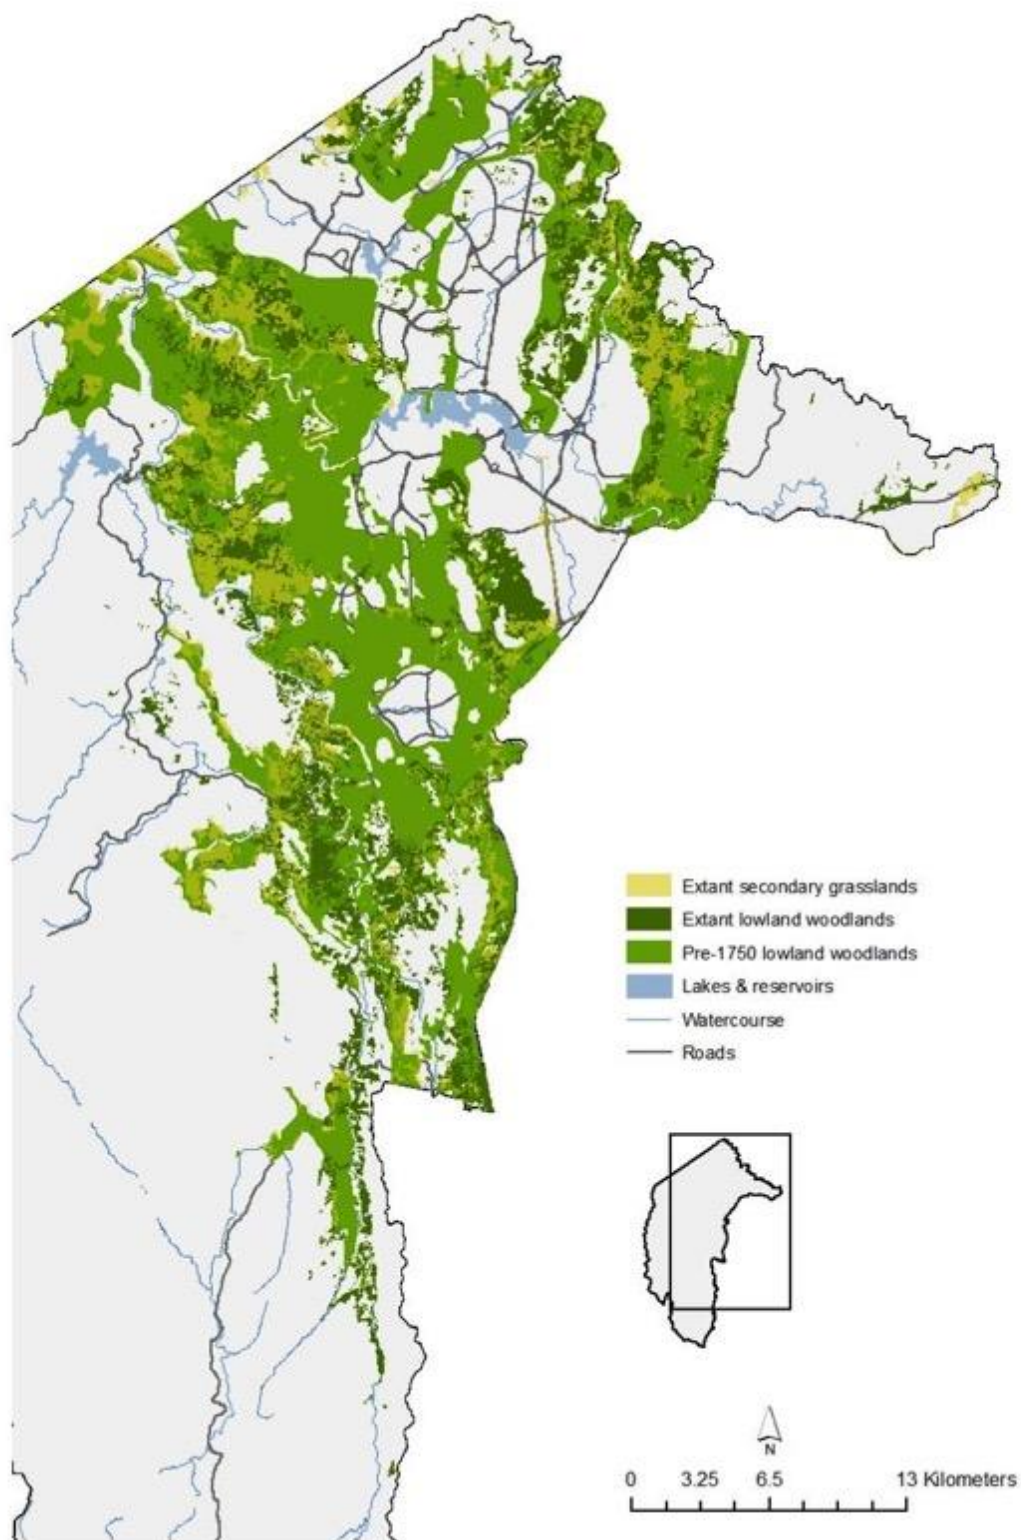 Extant secondary grasslands
Extant lowland woodlands
Pre-1750 lowland woodlands
Lakes & reservoirs
Watercourse
Roads
N
0 3.25 6.5 13 Kilometers